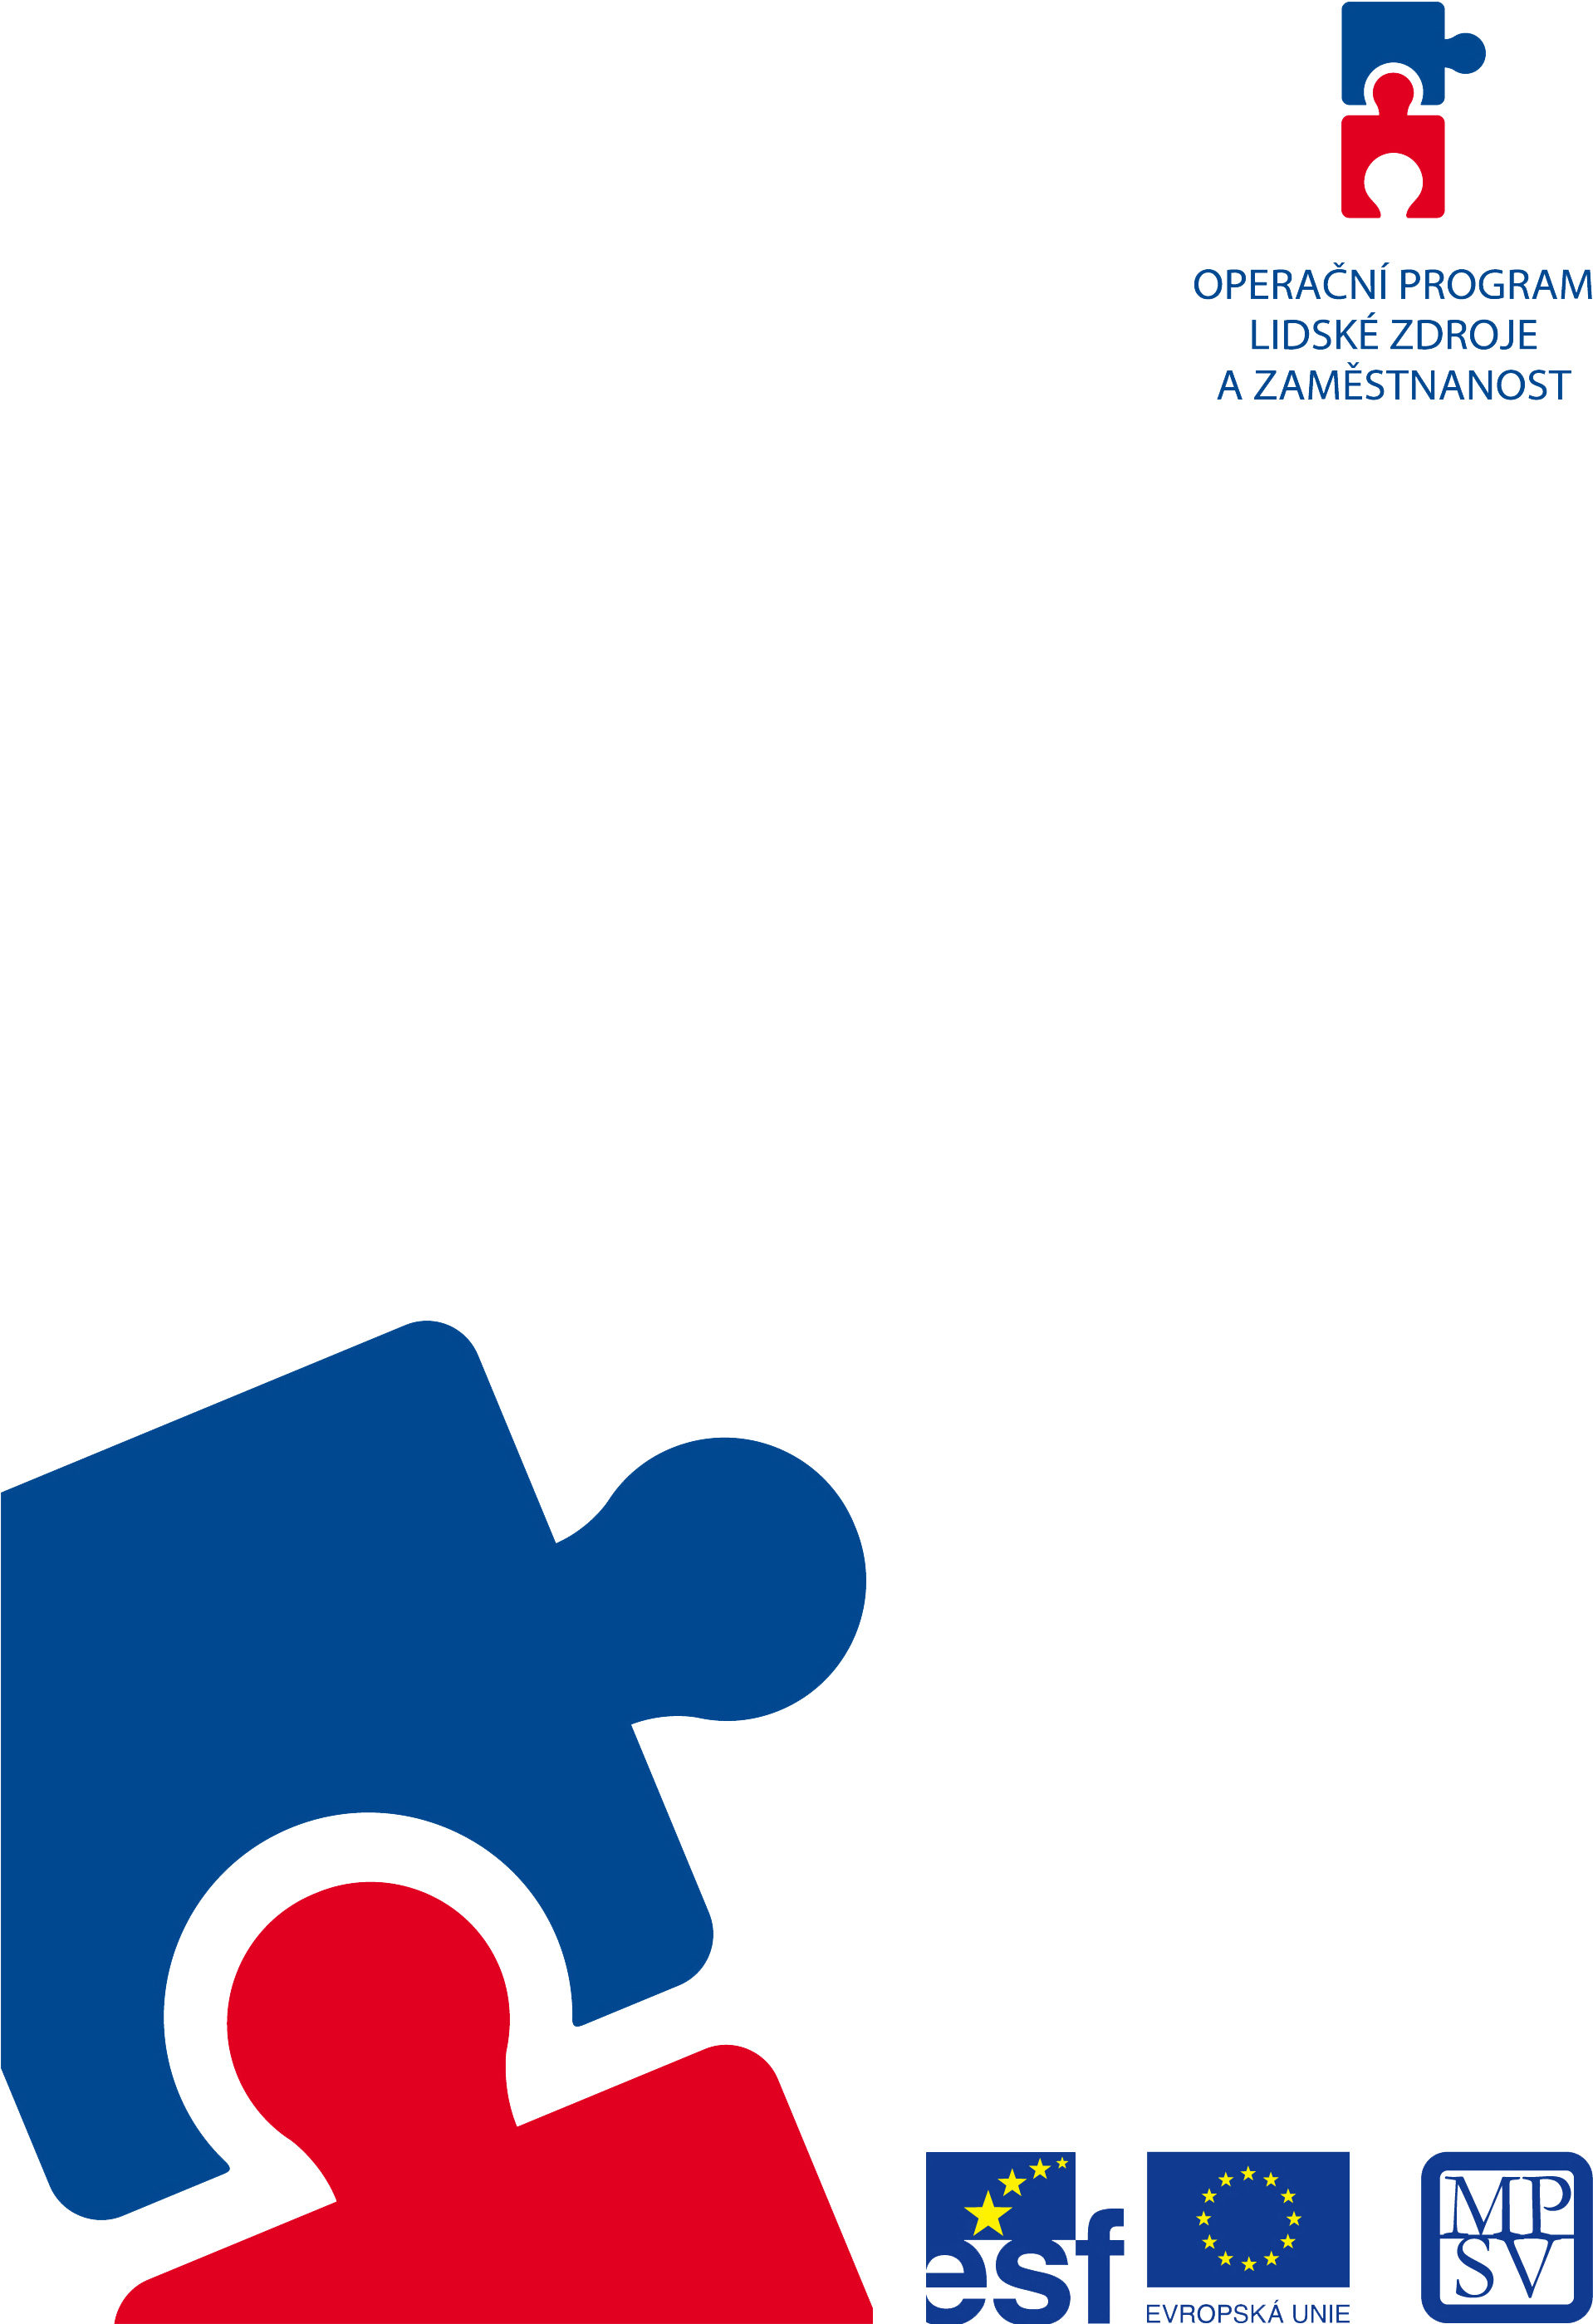 OPERAČNÍ PROGRAM
LIDSKÉ ZDROJE
A ZAMĚSTNANOST
esf
EVROPSKÁ UNIE
MP
SV